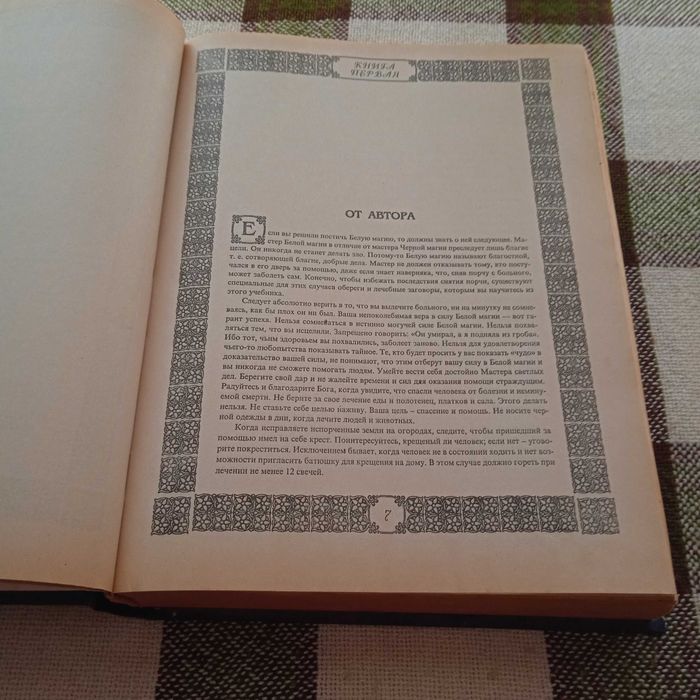 КНИГА
ПЕРВАЯ
ОТ АВТОРА
Если вы решили постичь Белую магию, то должны знать о ней следующее. Ма-
стер Белой магии в отличие от мастера Черной магии преследует лишь благие
цели. Он никогда не станет делать зло. Потому-то Белую магию называют благостной,
т. е. сотворяющей благие, добрые дела. Мастер не должен отказывать тому, кто посту-
чался в его дверь за помощью, даже если знает наверняка, что, сняв порчу с больного,
заболеть сам. Конечно, чтобы избежать последствия снятия порчи, существуют
специальные для этих случаев обереги и лечебные заговоры, которым вы научитесь из
этого учебника.
Следует абсолютно верить в то, что вы вылечите больного, ни на минутку не сомне-
ваясь, как бы плох он ни был. Ваша непоколебимая вера в силу Белой магии — вот га-
рант успеха. Нельзя сомневаться в истинно могучей силе Белой магии. Нельзя похва-
ляться тем, что вы исцелили. Запрещено говорить: «Он умирал, а я подняла из гроба».
Ибо тот, чьим здоровьем вы похвалились, заболеет заново. Нельзя для удовлетворения
чьего-то любопытства показывать тайное. Те, кто будет просить у вас показать «чудо» в
доказательство вашей силы, не понимают, что этим отберут вашу силу в Белой магии и
вы никогда не сможете помогать людям. Умейте вести себя достойно Мастера светлых
дел. Берегите свой дар и не жалейте времени и сил для оказания помощи страждущим.
Радуйтесь и благодарите Бога, когда увидите, что спасли человека от болезни и немину-
емой смерти. Не берите за свое лечение еды и полотенец, платков и сала. Этого делать
нельзя. Не ставьте себе целью наживу. Ваша цель – спасение и помощь. Не носите чер-
ной одежды в дни, когда лечите людей и животных.
Когда исправляете испорченные земли на огородах, следите, чтобы пришедший за
помощью имел на себе крест. Поинтересуйтесь, крещеный ли человек; если нет – угово-
рите покреститься. Исключением бывает, когда человек не в состоянии ходить и нет воз-
можности пригласить батюшку для крещения на дому. В этом случае должно гореть при
лечении не менее 12 свечей.
7